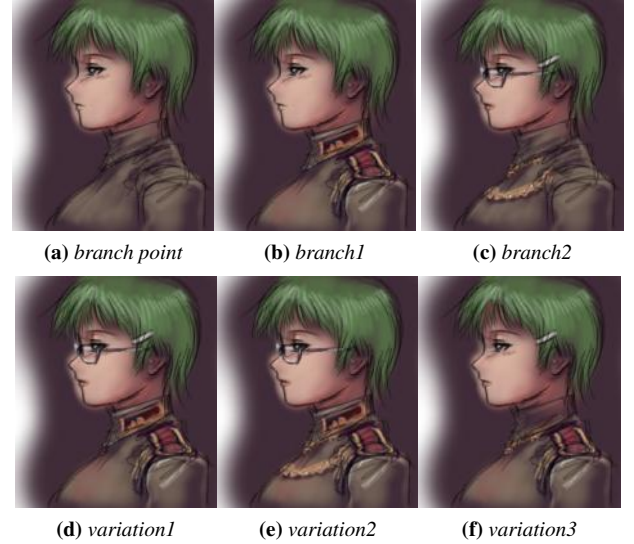 (a) branch point
(b) branch1
(c) branch2
(d) variation1
(e) variation2
(f) variation3